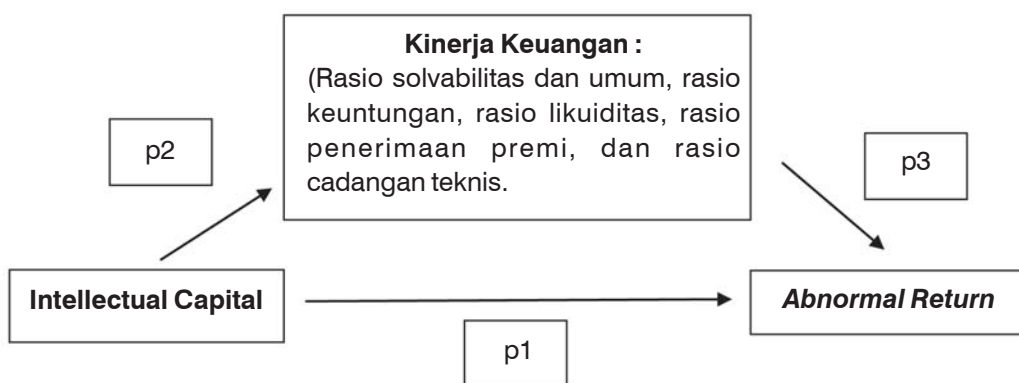 Kinerja Keuangan :
(Rasio solvabilitas dan umum, rasio
keuntungan, rasio likuiditas, rasio
penerimaan premi, dan rasio
cadangan teknis.
p2
p3
Intellectual Capital
Abnormal Return
p1